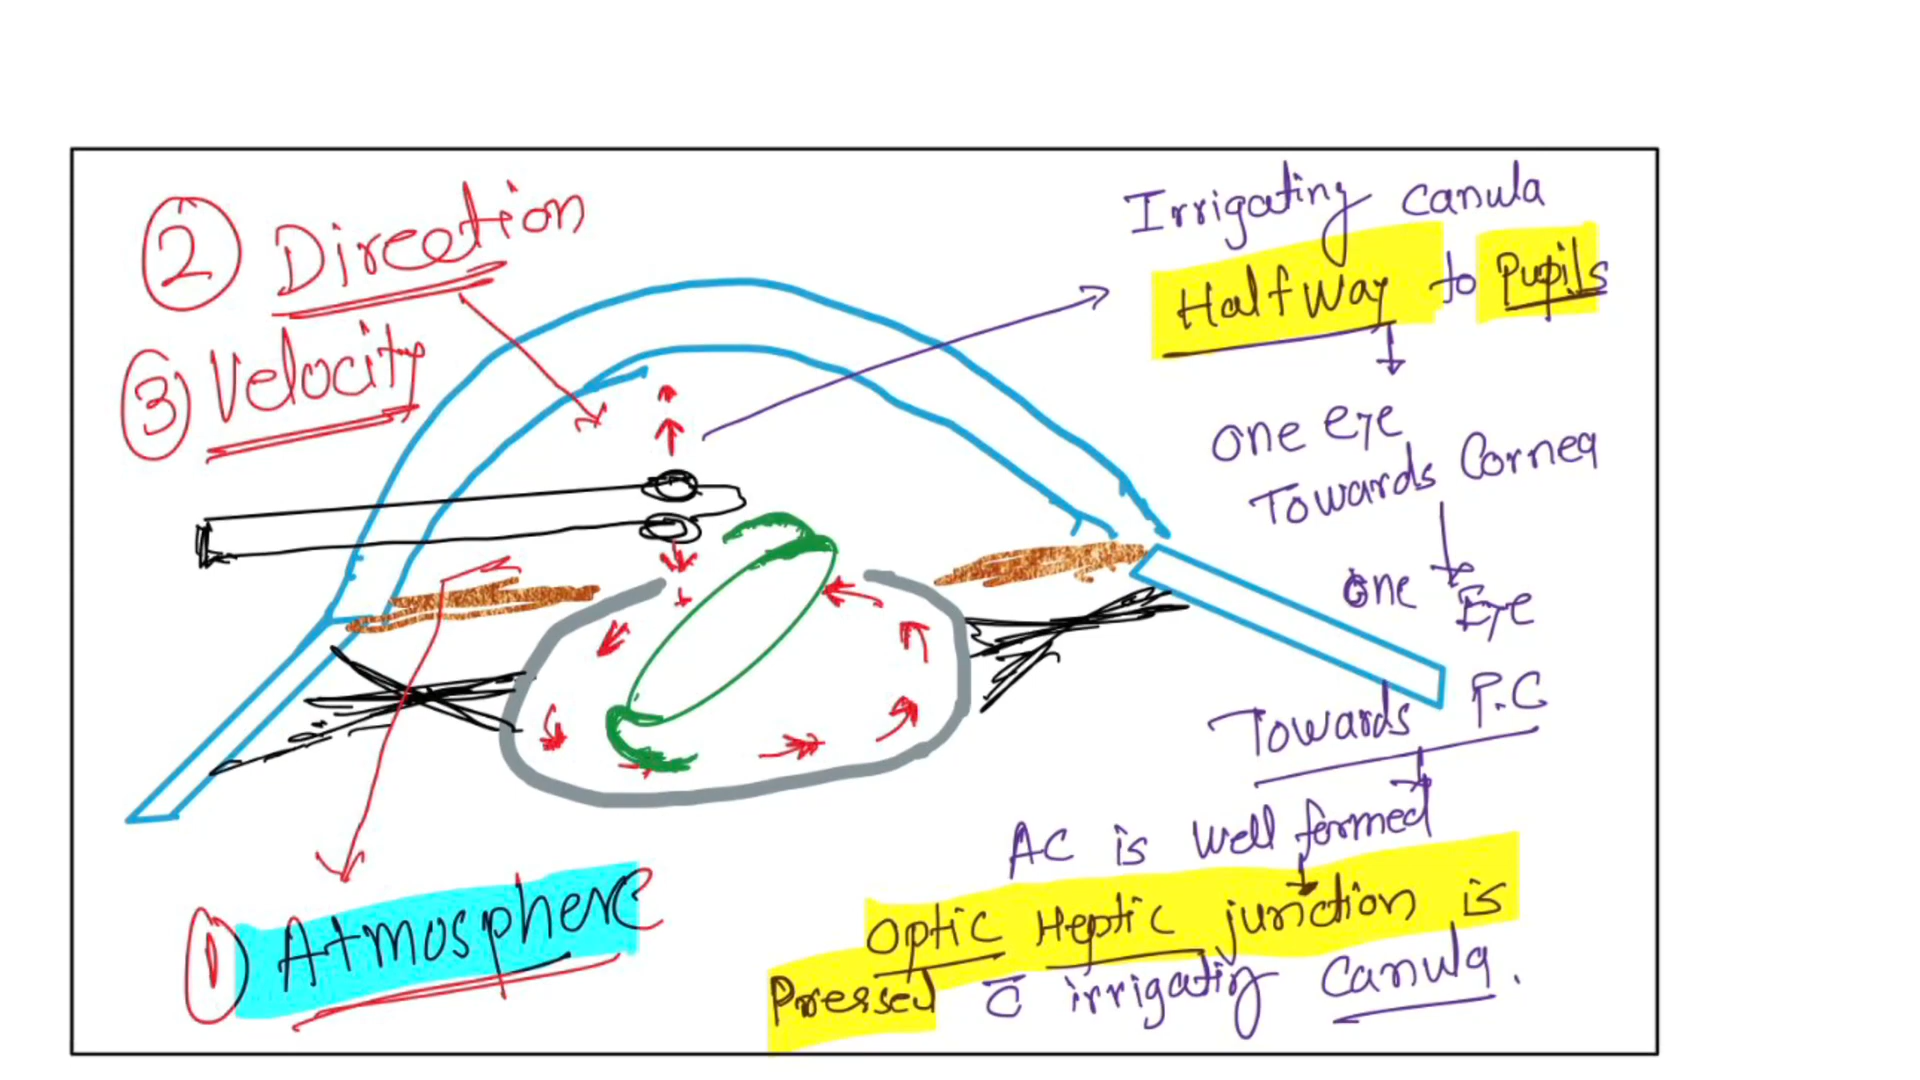 ② Direction
③ Velocity
① Atmosphere
Irrigating Canula
Halfway to Pupils
One eye
Towards Cornea
One Eye
Towards P.C
AC is well formed
Optic Heptic junction is
Pressed c̄ irrigating Canula.